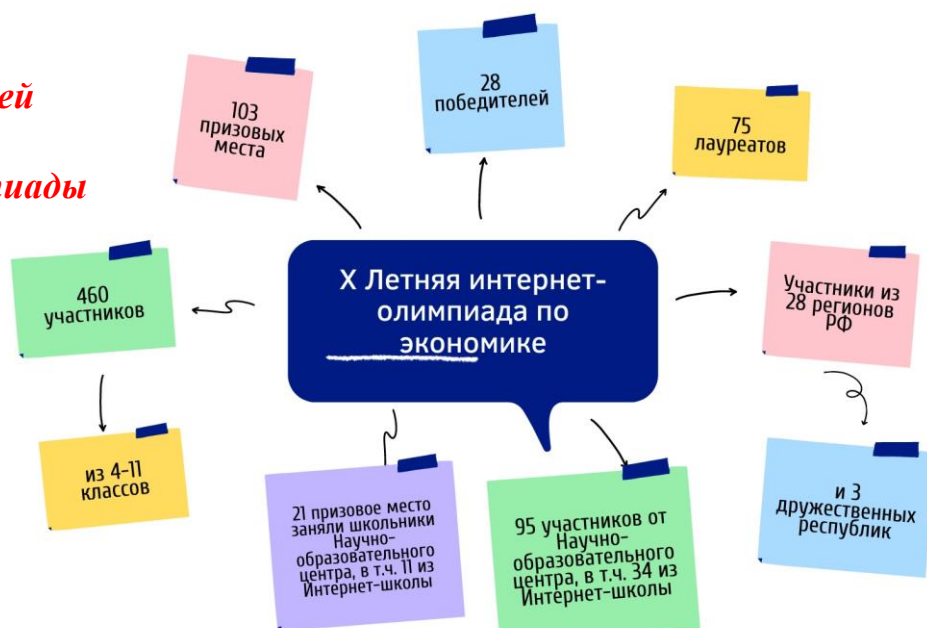 ей
иады
103
призовых
места
28
победителей
75
лауреатов
460
участников
X Летняя интернет-
олимпиада по
экономике
Участники из
28 регионов
РФ
из 4-11
классов
21 призовое место
заняли школьники
Научно-
образовательного
центра, в т.ч. 11 из
Интернет-школы
95 участников от
Научно-
образовательного
центра, в т.ч. 34 из
Интернет-школы
и 3
дружественных
республик